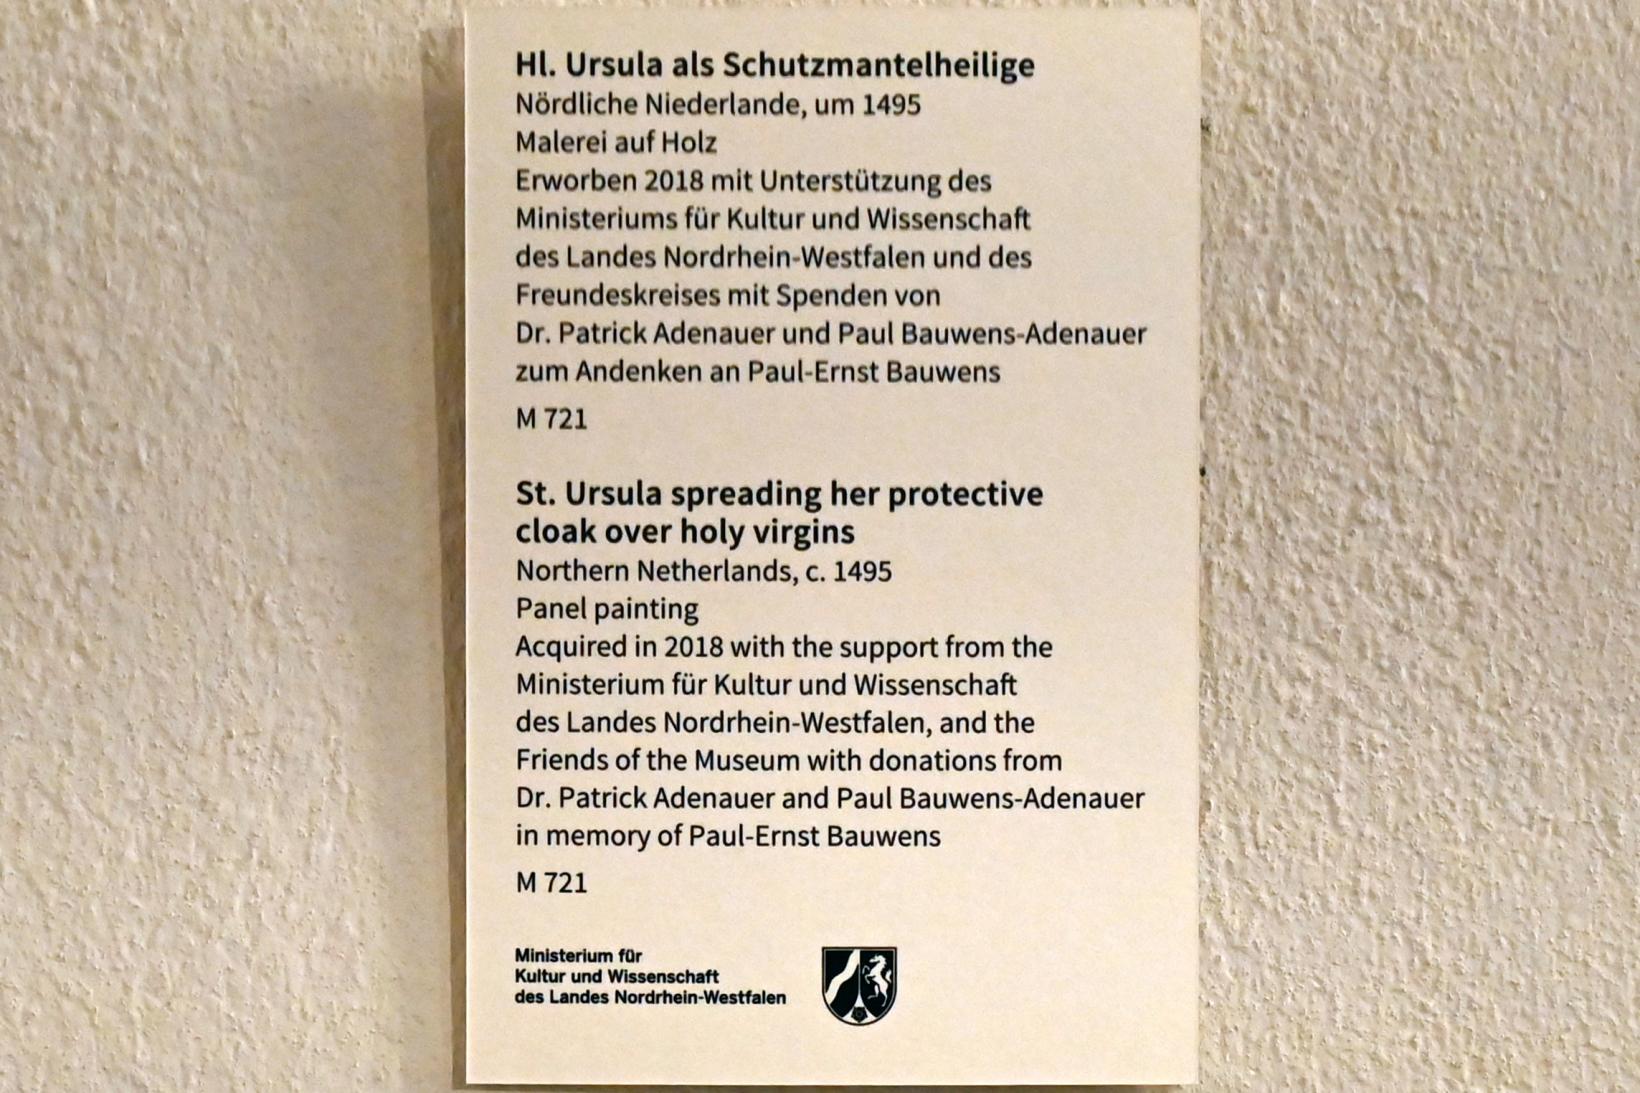 Hl. Ursula als Schutzmantelheilige
Nördliche Niederlande, um 1495
Malerei auf Holz
Erworben 2018 mit Unterstützung des
Ministeriums für Kultur und Wissenschaft
des Landes Nordrhein-Westfalen und des
Freundeskreises mit Spenden von
Dr. Patrick Adenauer und Paul Bauwens-Adenauer
zum Andenken an Paul-Ernst Bauwens
M 721
St. Ursula spreading her protective
cloak over holy virgins
Northern Netherlands, c. 1495
Panel painting
Acquired in 2018 with the support from the
Ministerium für Kultur und Wissenschaft
des Landes Nordrhein-Westfalen, and the
Friends of the Museum with donations from
Dr. Patrick Adenauer and Paul Bauwens-Adenauer
in memory of Paul-Ernst Bauwens
M 721
Ministerium für
Kultur und Wissenschaft
des Landes Nordrhein-Westfalen